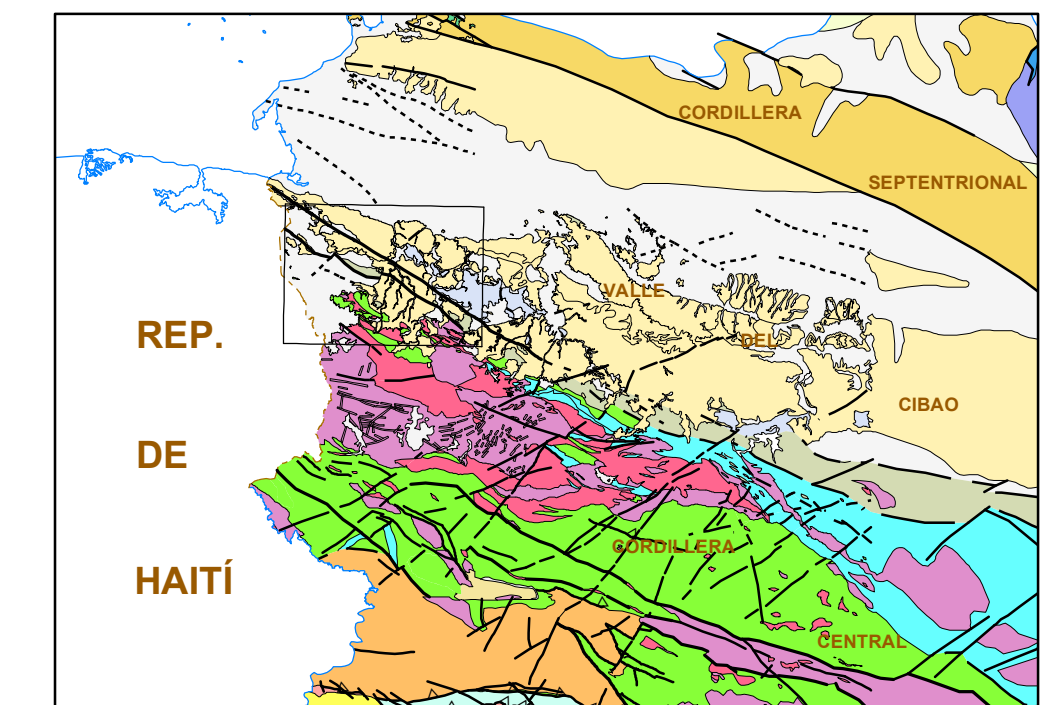 CORDILLERA
SEPTENTRIONAL
VALLE
REP.
DEL
CIBAO
DE
CORDILLERA
HAITÍ
CENTRAL